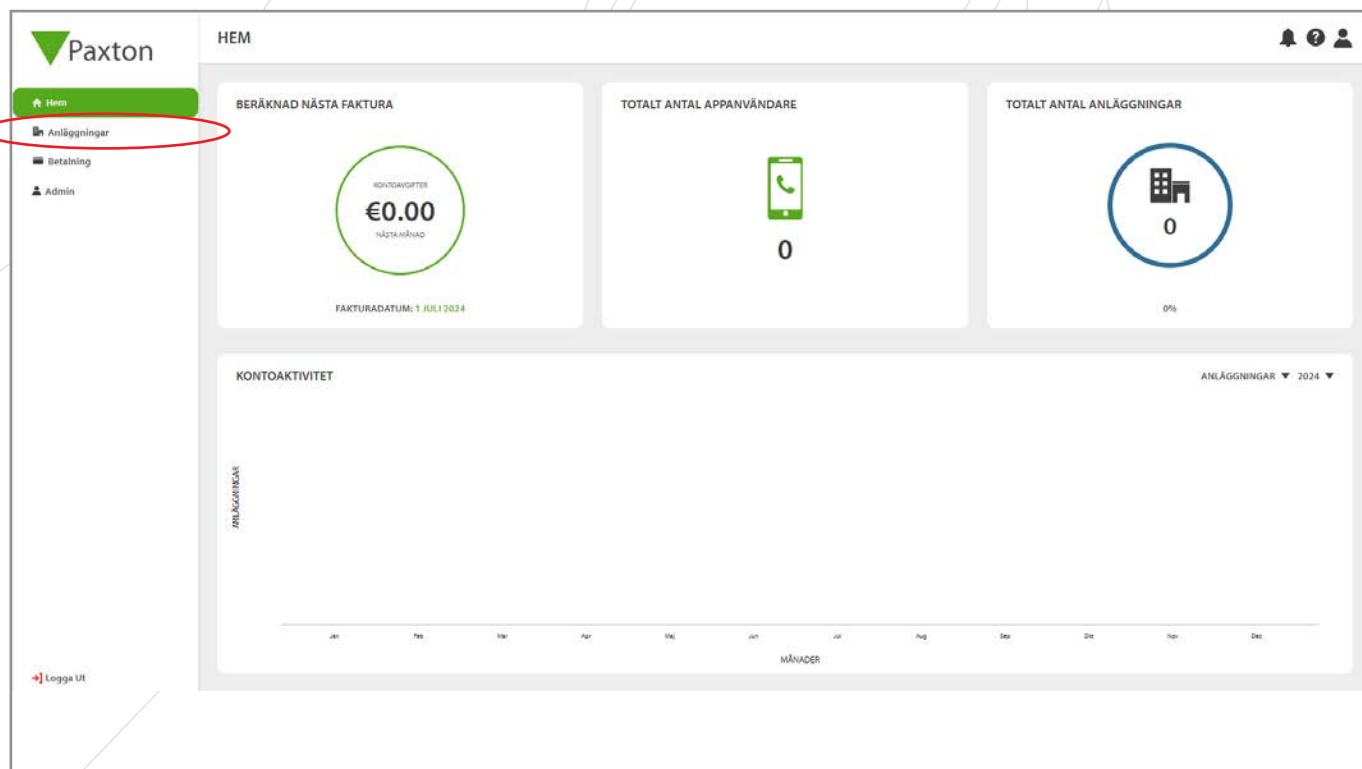 Paxton
HEM
Hem
Anläggningar
Betalning
Admin
Logga Ut
BERÄKNAD NÄSTA FAKTURA
KONTOAVGIFTER
€0.00
NÄSTA MÅNAD
FAKTURADATUM: 1 JULI 2024
TOTALT ANTAL APPANVÄNDARE
0
TOTALT ANTAL ANLÄGGNINGAR
0
0%
KONTOAKTIVITET
ANLÄGGNINGAR ▼ 2024 ▼
ANLÄGGNINGAR
Jan Feb Mar Apr Maj Jun Jul Aug Sep Okt Nov Dec
MÅNADER